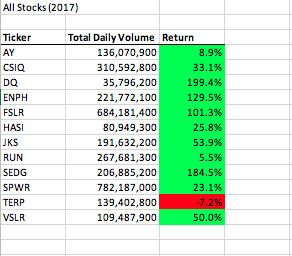 All Stocks (2017)
Ticker Total Daily Volume Return
AY 136,070,900 8.9%
CSIQ 310,592,800 33.1%
DQ 35,796,200 199.4%
ENPH 221,772,100 129.5%
FSLR 684,181,400 101.3%
HASI 80,949,300 25.8%
JKS 191,632,200 53.9%
RUN 267,681,300 5.5%
SEDG 206,885,200 184.5%
SPWR 782,187,000 23.1%
TERP 139,402,800 -7.2%
VSLR 109,487,900 50.0%